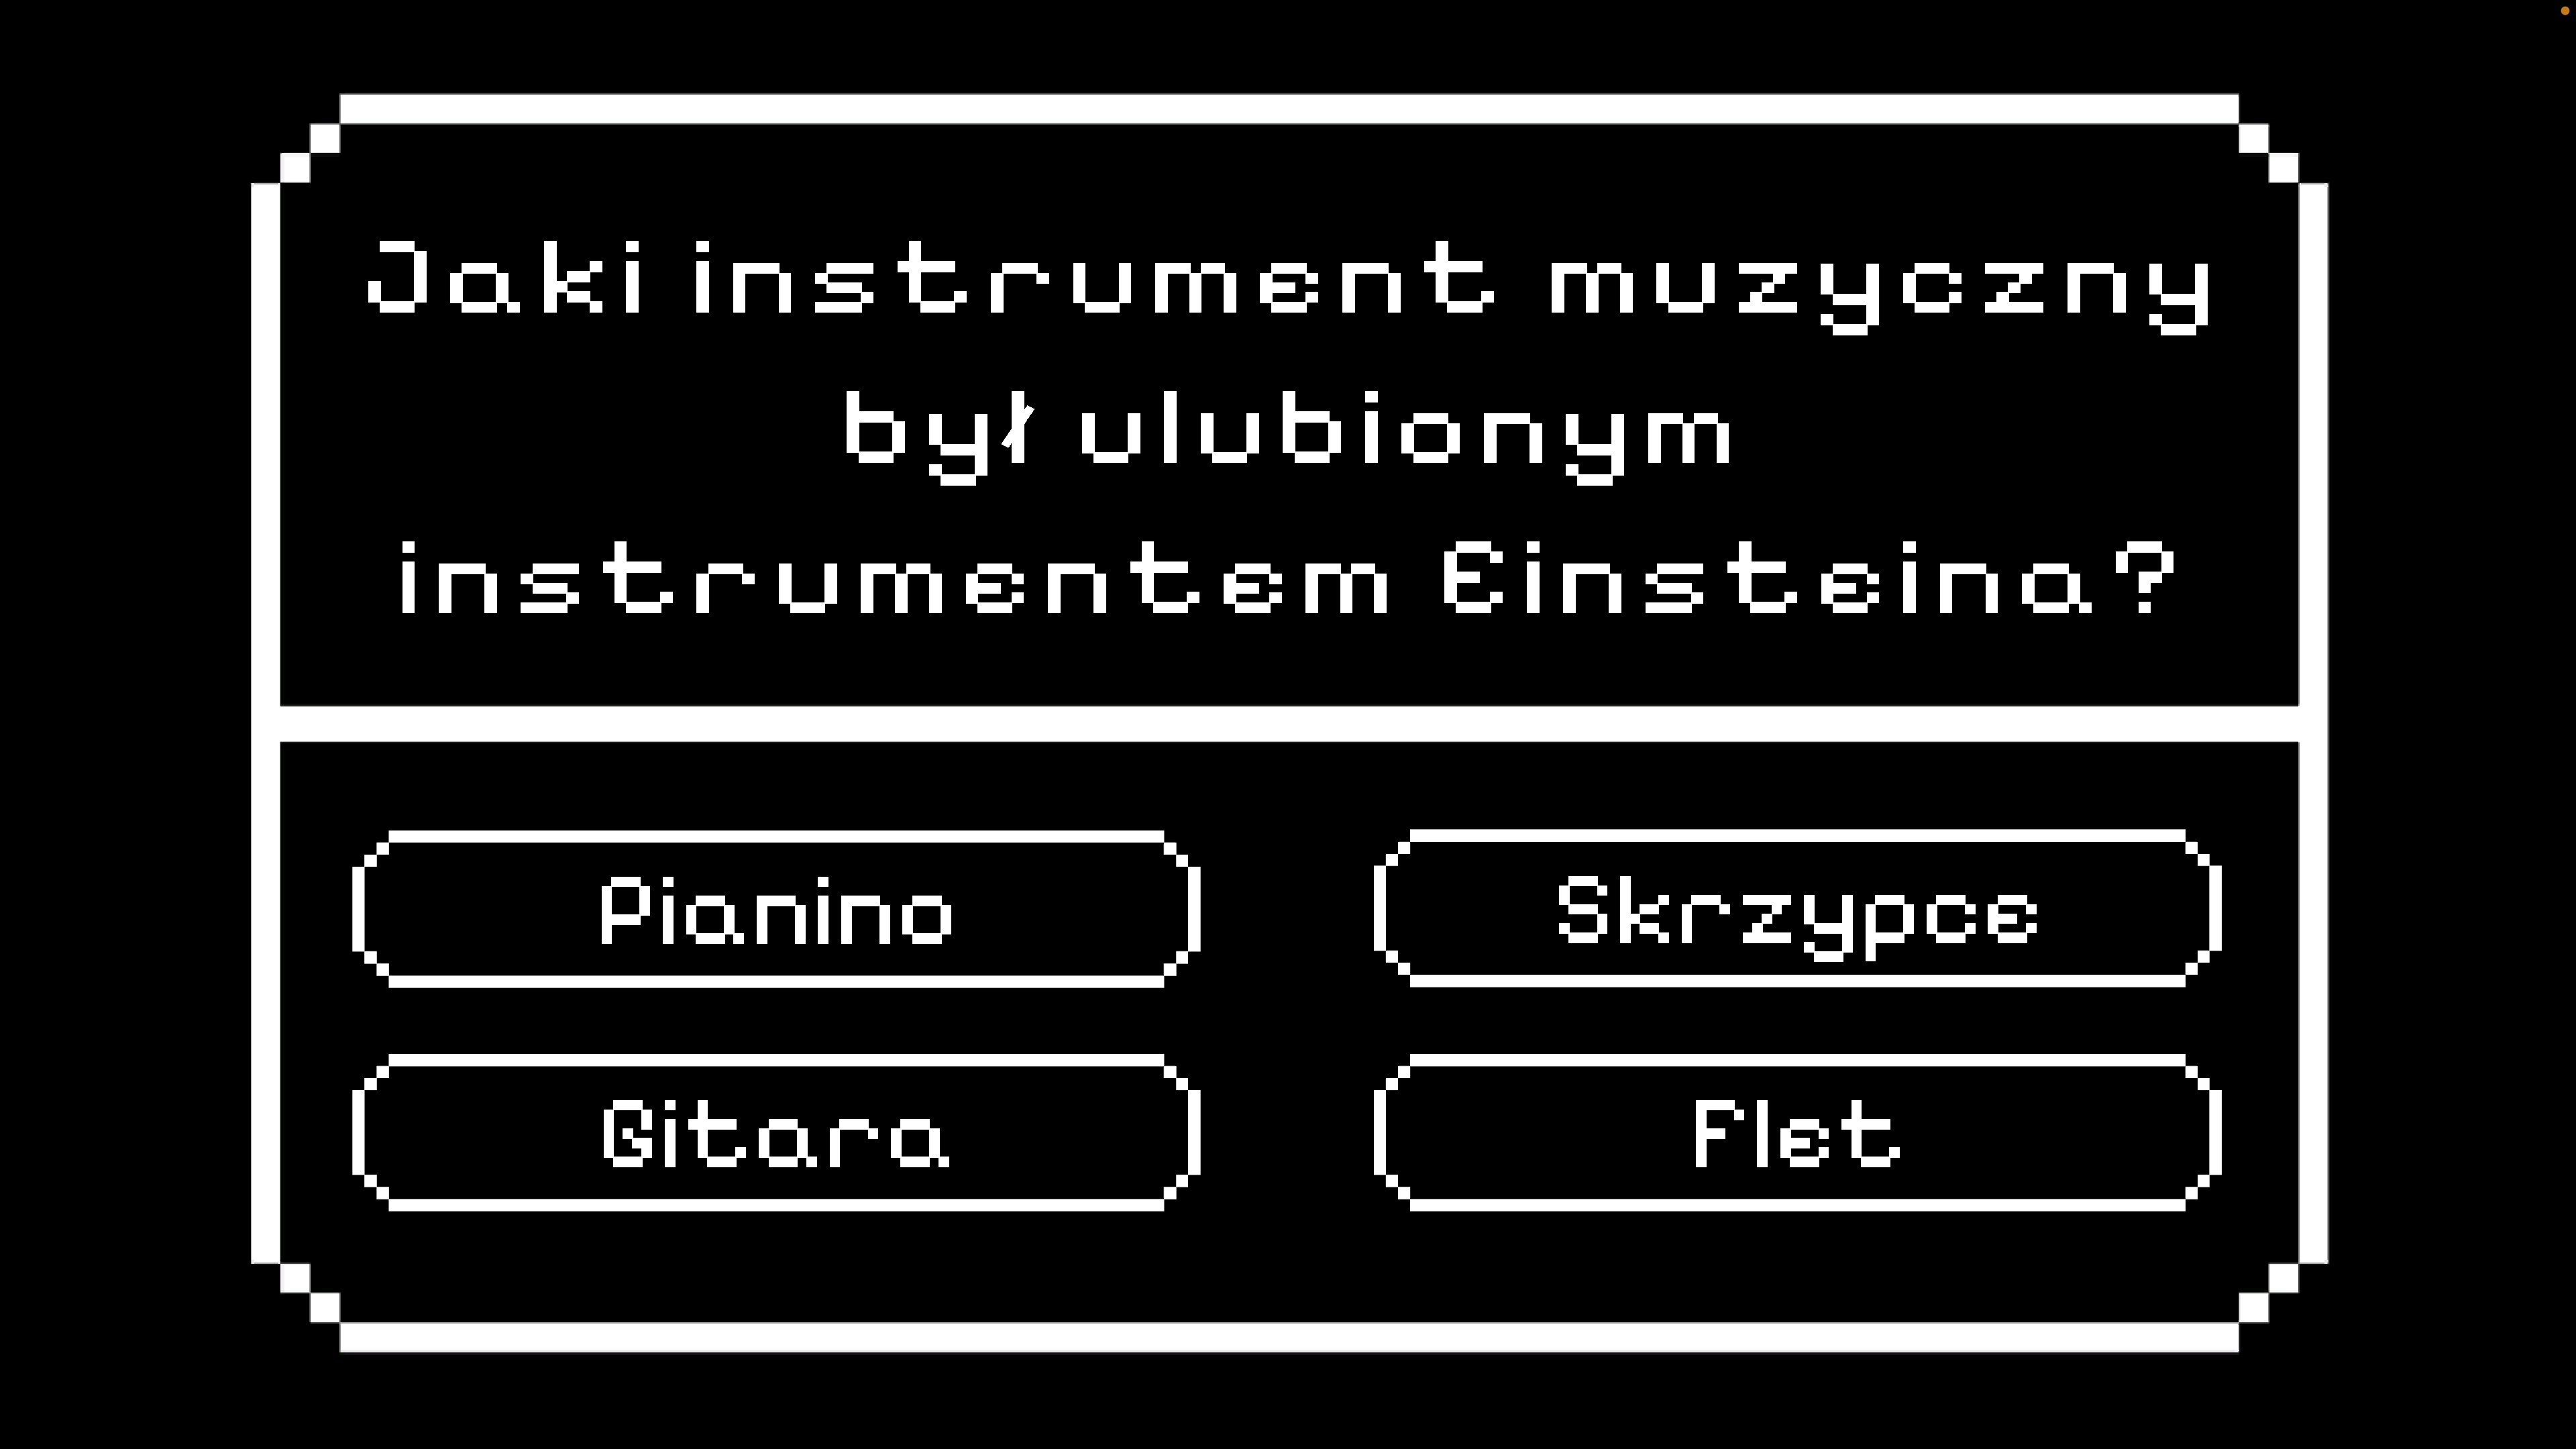 Jaki instrument muzyczny
był ulubionym
instrumentem Einsteina?
Pianino
Skrzypce
Gitara
Flet